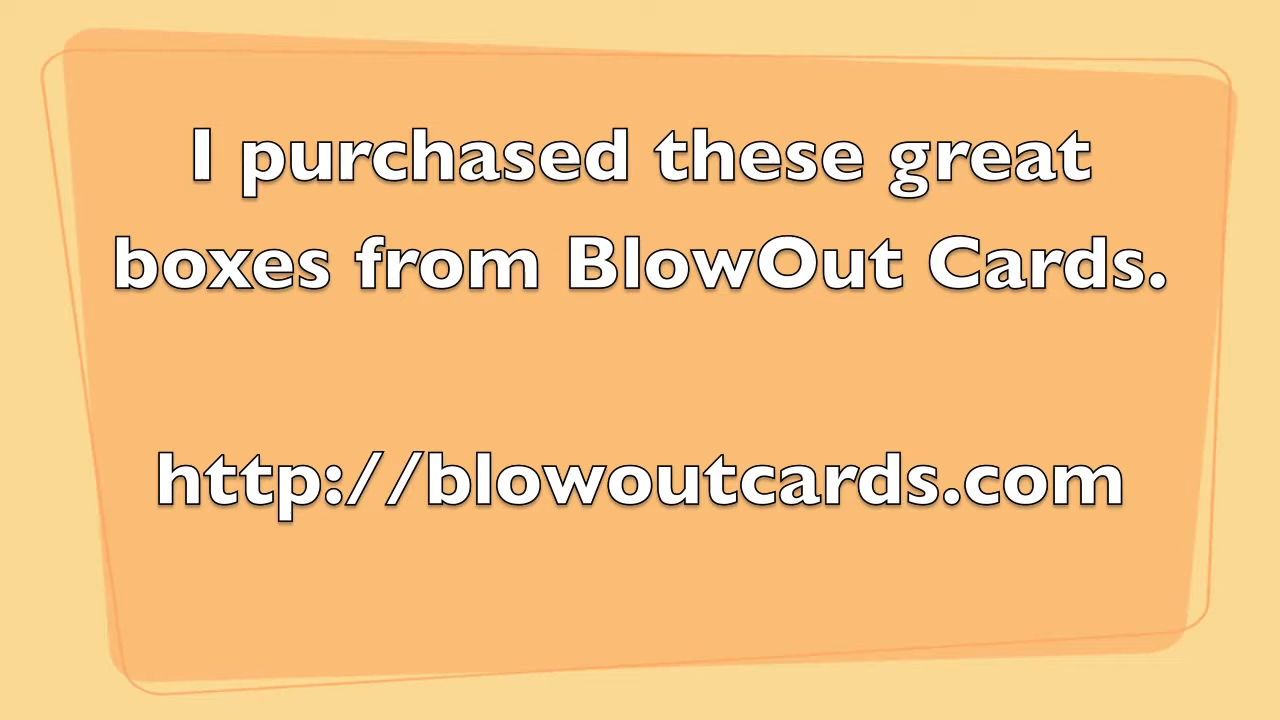 I purchased these great
boxes from BlowOut Cards.
http://blowoutcards.com